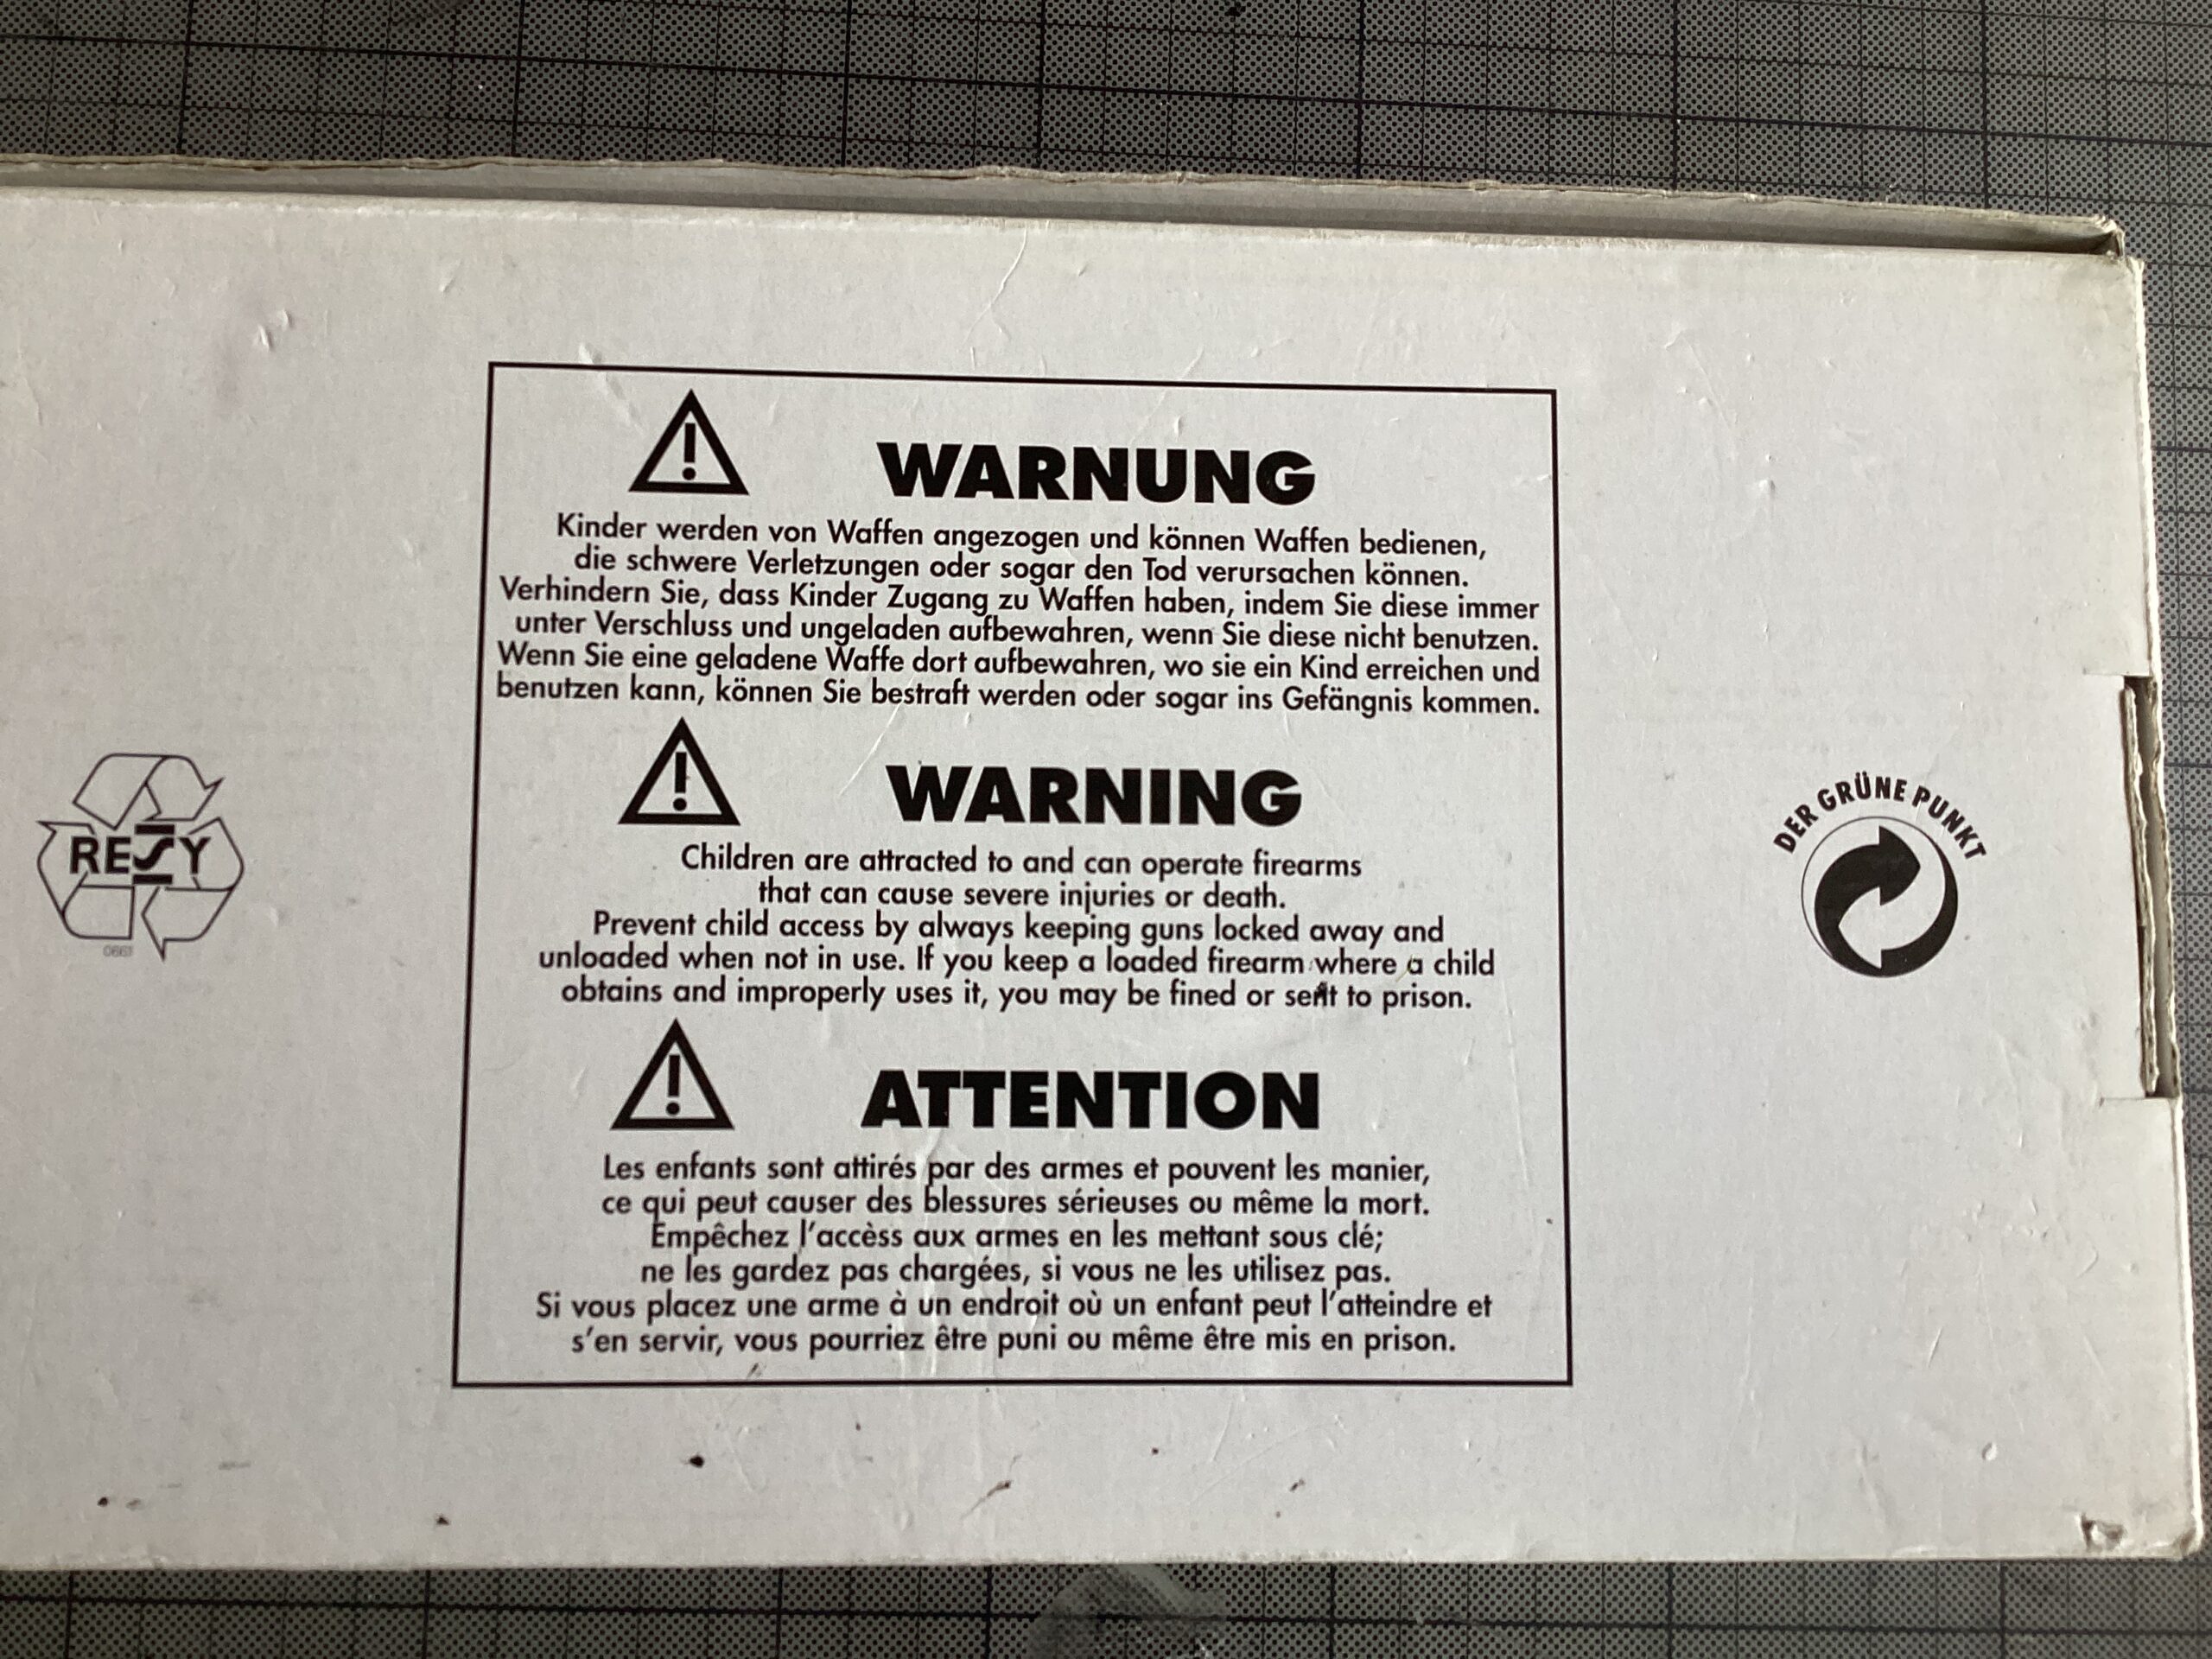 WARNUNG
Kinder werden von Waffen angezogen und können Waffen bedienen,
die schwere Verletzungen oder sogar den Tod verursachen können.
Verhindern Sie, dass Kinder Zugang zu Waffen haben, indem Sie diese immer
unter Verschluss und ungeladen aufbewahren, wenn Sie diese nicht benutzen.
Wenn Sie eine geladene Waffe dort aufbewahren, wo sie ein Kind erreichen und
benutzen kann, können Sie bestraft werden oder sogar ins Gefängnis kommen.
WARNING
Children are attracted to and can operate firearms
that can cause severe injuries or death.
Prevent child access by always keeping guns locked away and
unloaded when not in use. If you keep a loaded firearm where a child
obtains and improperly uses it, you may be fined or sent to prison.
ATTENTION
Les enfants sont attirés par des armes et pouvent les manier,
ce qui peut causer des blessures sérieuses ou même la mort.
Empêchez l'accèss aux armes en les mettant sous clé;
ne les gardez pas chargées, si vous ne les utilisez pas.
Si vous placez une arme à un endroit où un enfant peut l'atteindre et
s'en servir, vous pourriez être puni ou même être mis en prison.
RESY
DER GRÜNE PUNKT